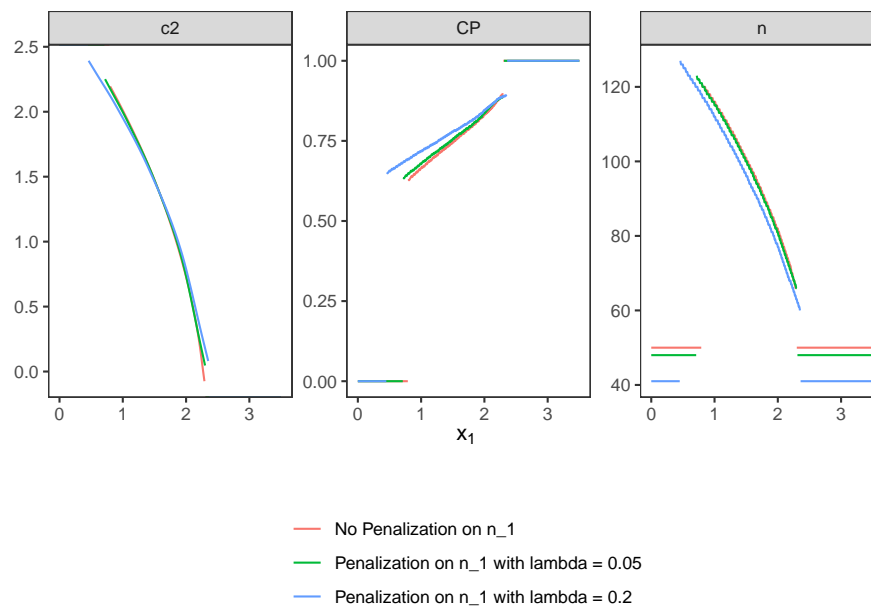 c2 CP n
2.5
2.0
1.5
1.0
0.5
0.0
1.00
0.75
0.50
0.25
0.00
120
100
80
60
40
0 1 2 3 0 1 2 3 0 1 2 3
x1
No Penalization on n_1
Penalization on n_1 with lambda = 0.05
Penalization on n_1 with lambda = 0.2